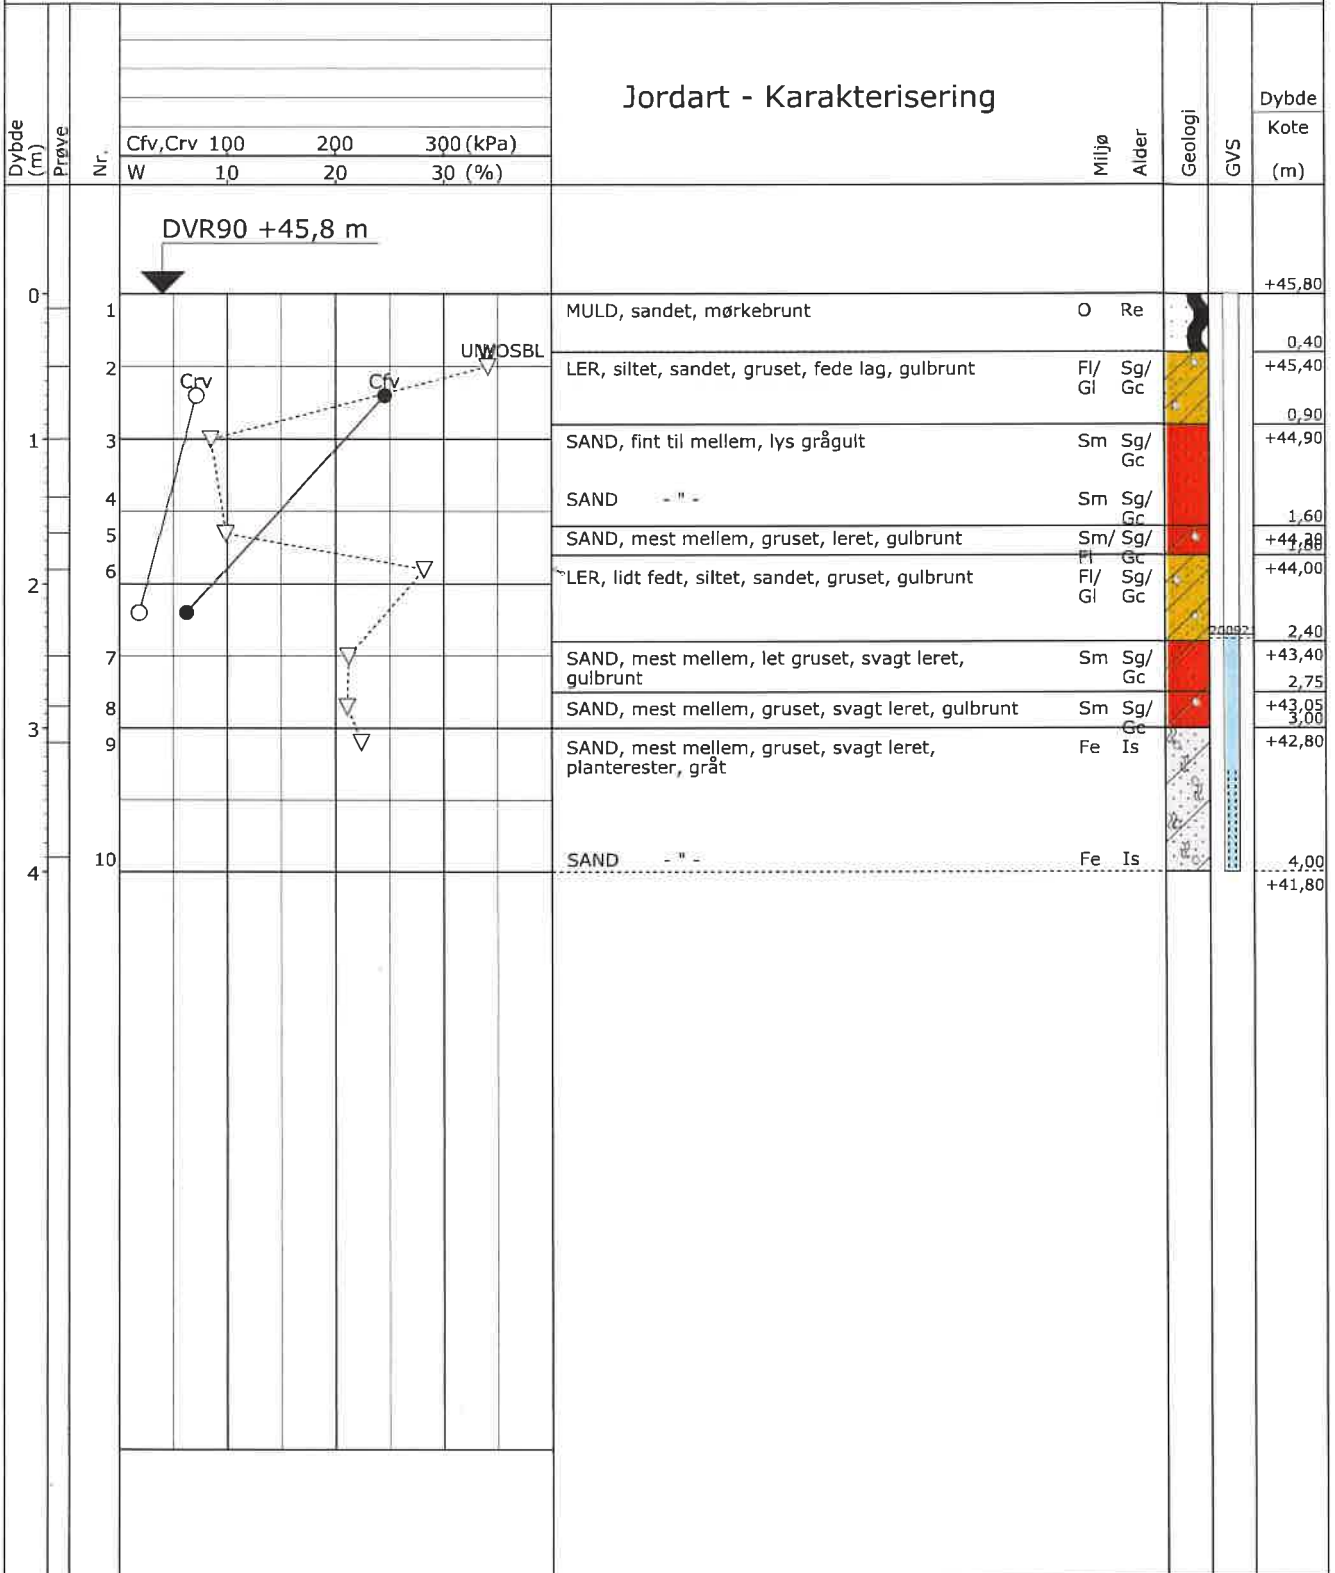 Jordart - Karakterisering
Dybde (m)
Prøve
Nr.
Cfv,Crv 100 200 300 (kPa)
W 10 20 30 (%)
Miljø
Alder
Geologi
GVS
Dybde
Kote
(m)
DVR90 +45,8 m
0 +45,80
1 MULD, sandet, mørkebrunt O Re
0,40
2 LER, siltet, sandet, gruset, fede lag, gulbrunt Fl/ Sg/ +45,40
Gl Gc
Crv Cfv
0,90
1 3 SAND, fint til mellem, lys grågult Sm Sg/ +44,90
Gc
4 SAND - " - Sm Sg/
Gc 1,60
5 SAND, mest mellem, gruset, leret, gulbrunt Sm/ Sg/
Fl Gc
6 LER, lidt fedt, siltet, sandet, gruset, gulbrunt Fl/ Sg/ +44,00
2 Gl Gc
2,40
7 SAND, mest mellem, let gruset, svagt leret, Sm Sg/ +43,40
gulbrunt Gc 2,75
8 SAND, mest mellem, gruset, svagt leret, gulbrunt Sm Sg/ +43,05
3 Gc 3,00
9 SAND, mest mellem, gruset, svagt leret, Fe Is +42,80
planterester, gråt
10 SAND - " - Fe Is 4,00
4 +41,80